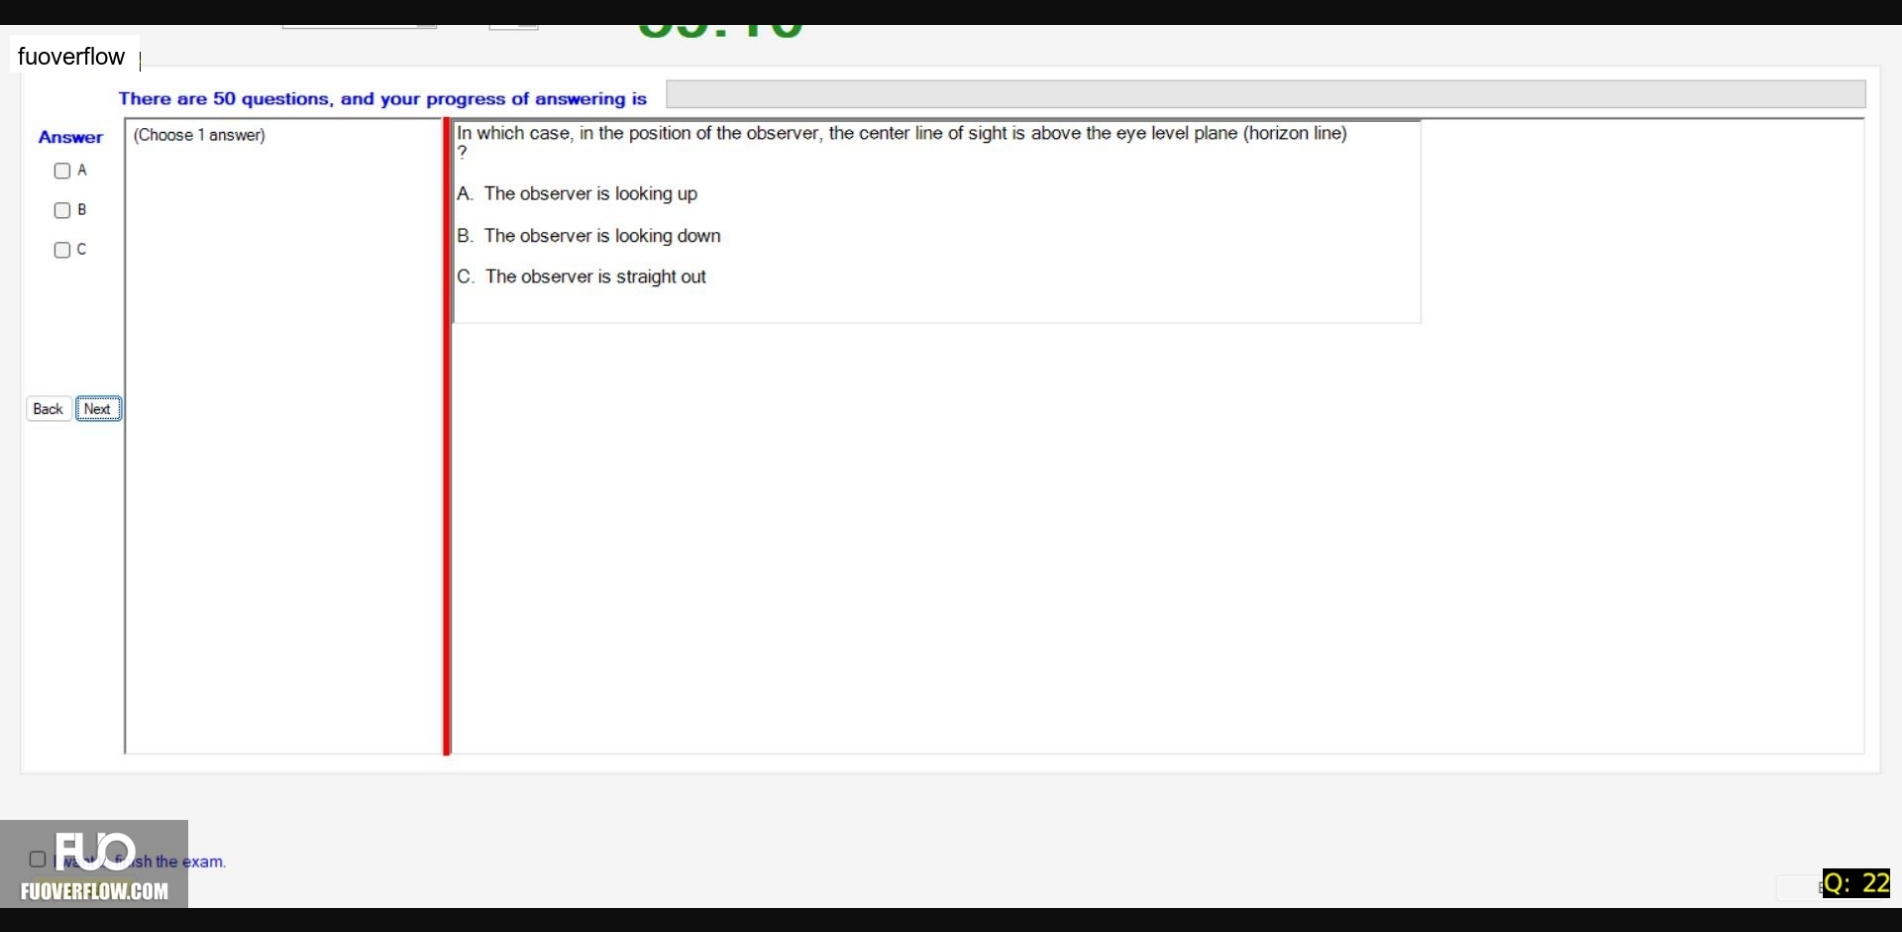 fuoverflow
There are 50 questions, and your progress of answering is
Answer
(Choose 1 answer)
A
B
C
In which case, in the position of the observer, the center line of sight is above the eye level plane (horizon line)
?
A. The observer is looking up
B. The observer is looking down
C. The observer is straight out
Back Next
FUO
the exam.
FUOVERFLOW.COM
Q: 22